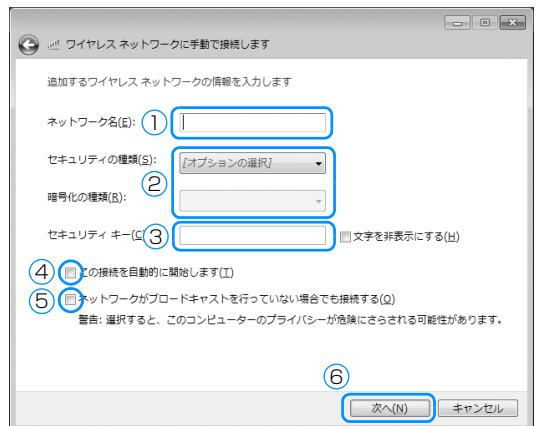 ワイヤレス ネットワークに手動で接続します
追加するワイヤレス ネットワークの情報を入力します
ネットワーク名(E): ①
セキュリティの種類(S): [オプションの選択]
②
暗号化の種類(R):
セキュリティ キー(C ③ 文字を非表示にする(H)
④ この接続を自動的に開始します(T)
⑤ ネットワークがブロードキャストを行っていない場合でも接続する(O)
警告: 選択すると、このコンピューターのプライバシーが危険にさらされる可能性があります。
⑥
次へ(N) キャンセル